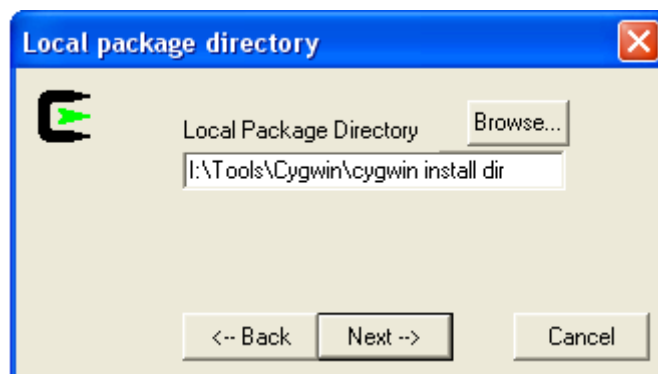 Local package directory
Browse...
Local Package Directory
I:\Tools\Cygwin\cygwin install dir
<-- Back
Next -->
Cancel